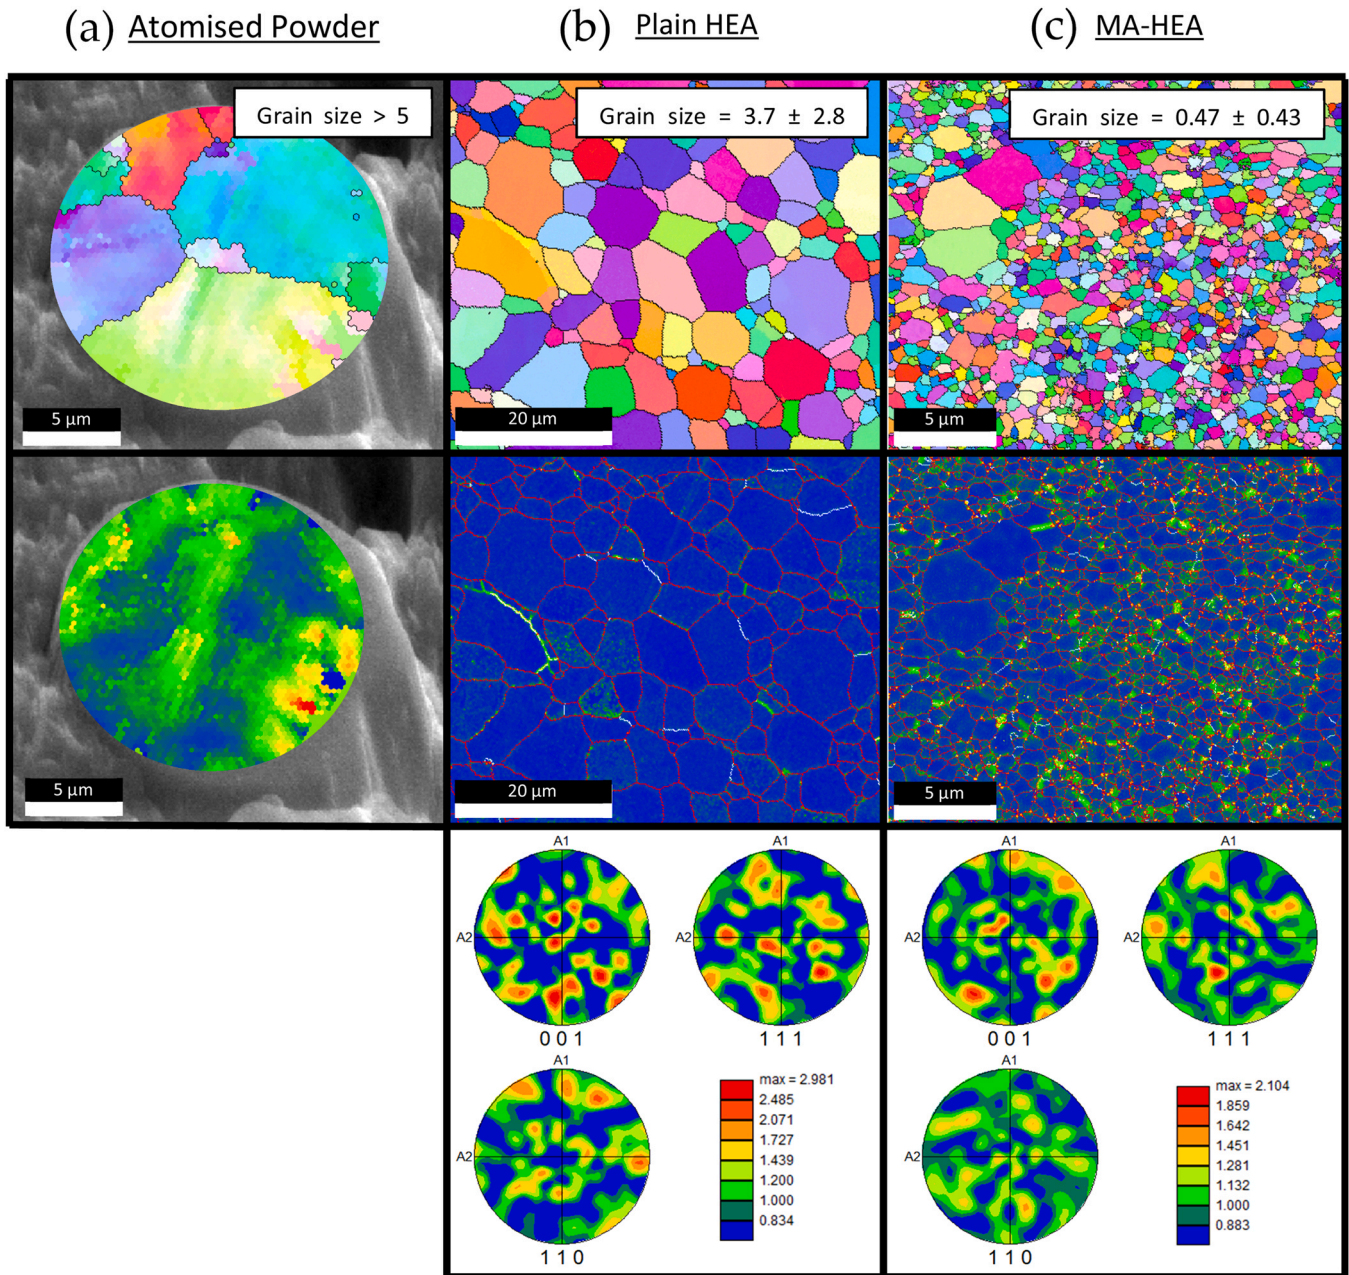 (a) Atomised Powder
(b) Plain HEA
(c) MA-HEA
Grain size > 5
Grain size = 3.7 ± 2.8
Grain size = 0.47 ± 0.43
5 µm
20 µm
5 µm
5 µm
20 µm
5 µm
A1
A2
0 0 1
A2
1 1 1
A1
A2
1 1 0
max = 2.981
2.485
2.071
1.727
1.439
1.200
1.000
0.834
A1
A2
0 0 1
A2
1 1 1
A1
A2
1 1 0
max = 2.104
1.859
1.642
1.451
1.281
1.132
1.000
0.883